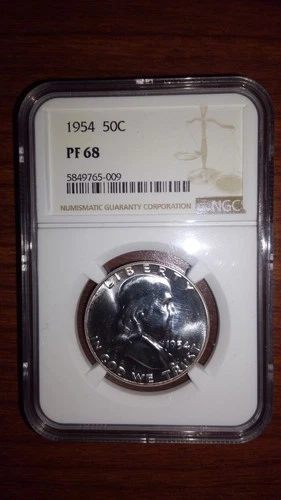 1954 50C
PF 68
5849765-009
NUMISMATIC GUARANTY CORPORATION
NGC
LIBERTY
1954
IN GOD WE TRUST